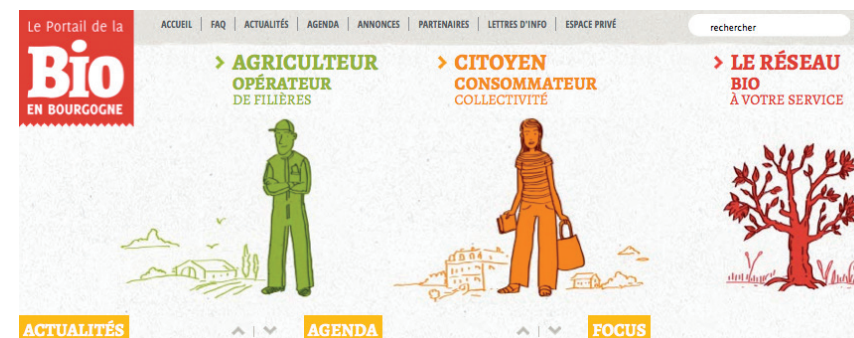 Le Portail de la
Bio
EN BOURGOGNE
ACCUEIL | FAQ | ACTUALITÉS | AGENDA | ANNONCES | PARTENAIRES | LETTRES D'INFO | ESPACE PRIVÉ
rechercher
> AGRICULTEUR
OPÉRATEUR
DE FILIÈRES
> CITOYEN
CONSOMMATEUR
COLLECTIVITÉ
> LE RÉSEAU
BIO
À VOTRE SERVICE
ACTUALITÉS
AGENDA
FOCUS